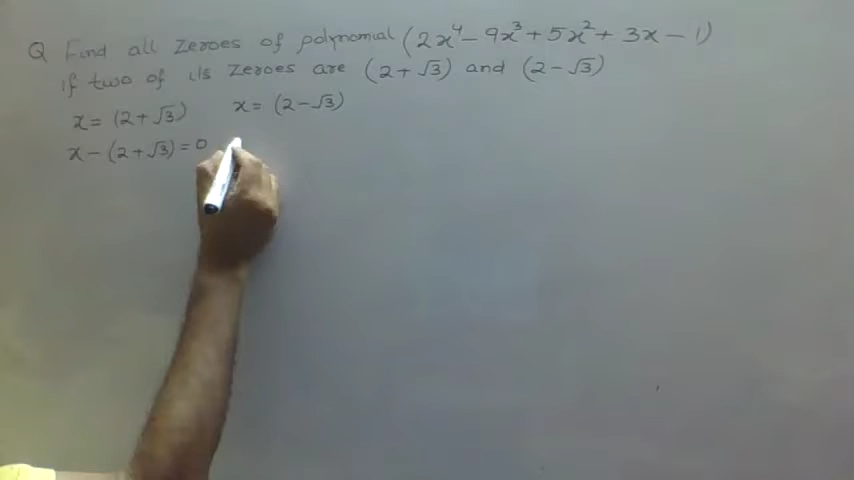 Q Find all zeroes of polynomial (2x⁴ - 9x³ + 5x² + 3x - 1)
if two of its zeroes are (2+√3) and (2-√3)
x = (2+√3) x = (2-√3)
x - (2+√3) = 0